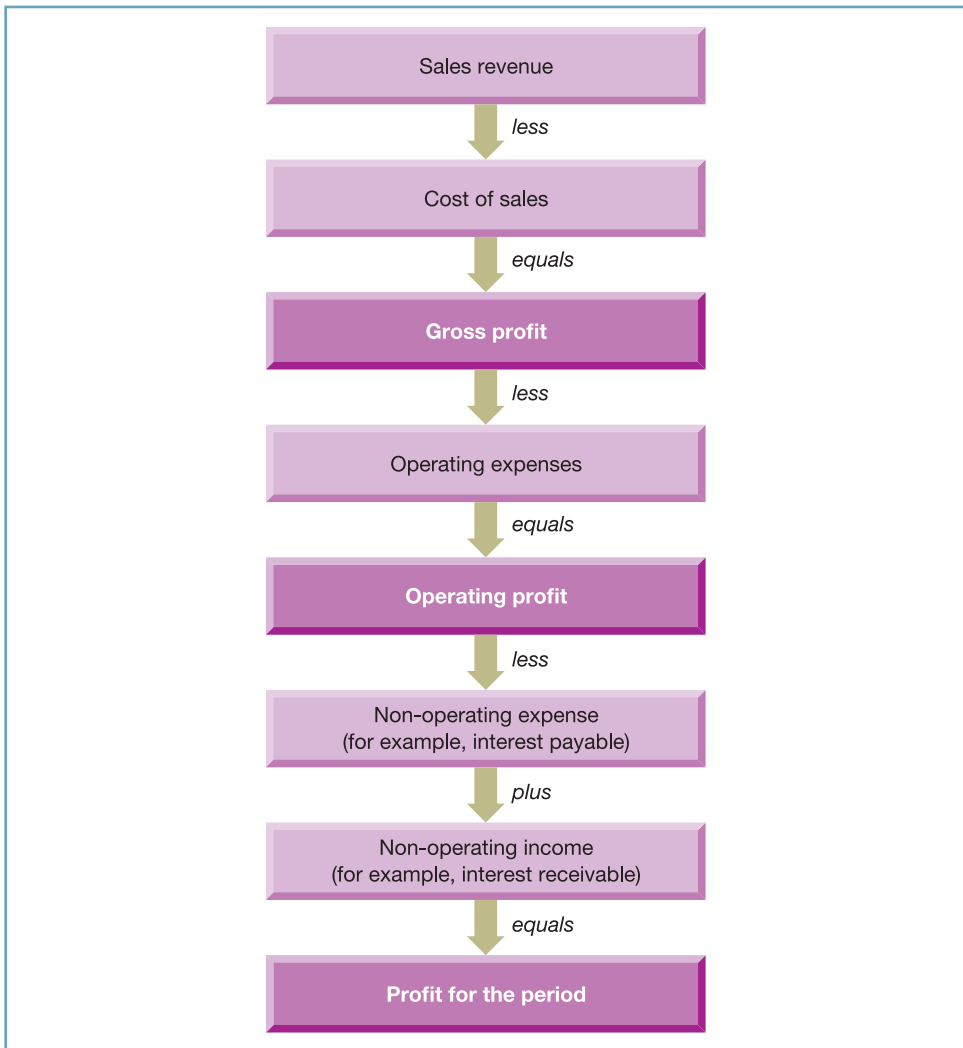 Sales revenue
less
Cost of sales
equals
Gross profit
less
Operating expenses
equals
Operating profit
less
Non-operating expense
(for example, interest payable)
plus
Non-operating income
(for example, interest receivable)
equals
Profit for the period